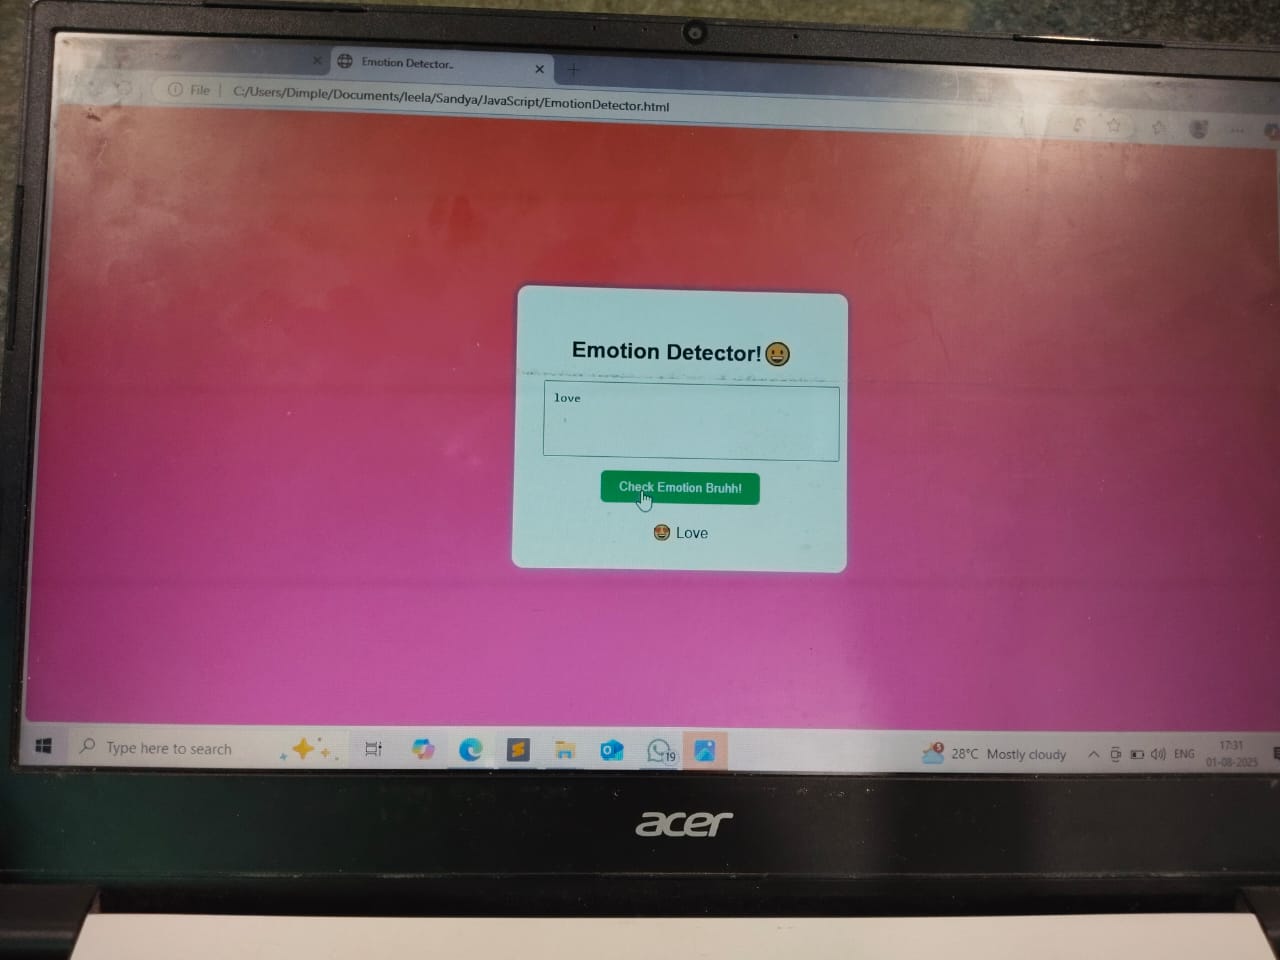 Emotion Detector..
File
C:/Users/Dimple/Documents/leela/Sandya/JavaScript/EmotionDetector.html
Emotion Detector!😀
love
Check Emotion Bruhh!
😍 Love
Type here to search
19
5
28°C Mostly cloudy
ENG
17:31
01-08-2025
acer